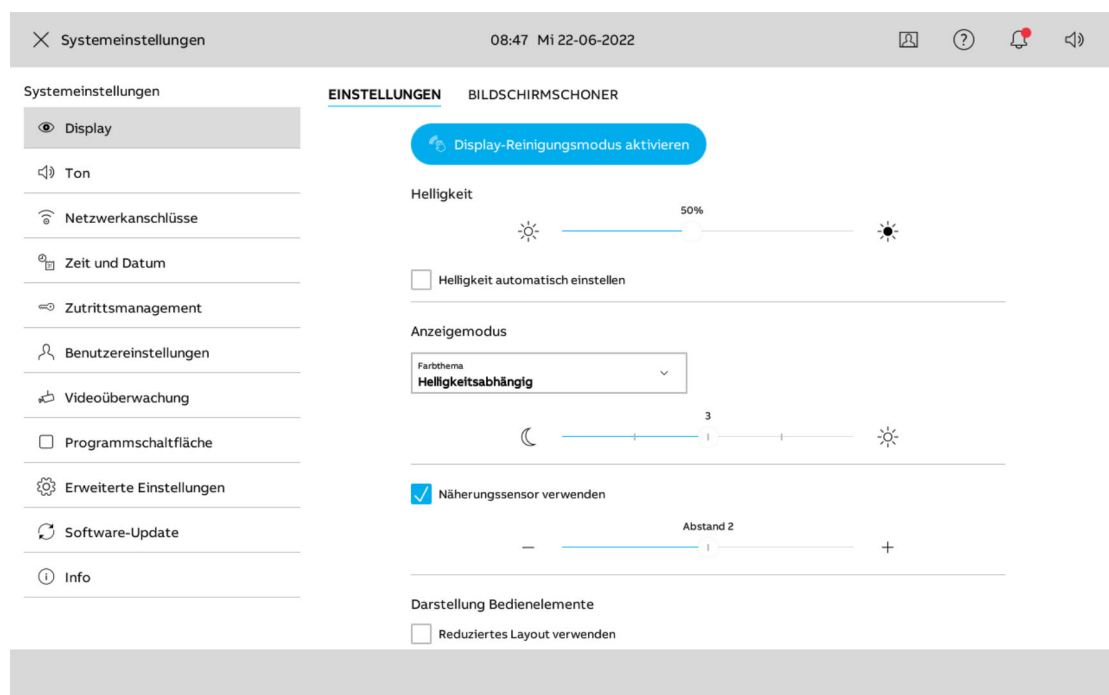 Systemeinstellungen
08:47 Mi 22-06-2022
Systemeinstellungen
Display
Ton
Netzwerkanschlüsse
Zeit und Datum
Zutrittsmanagement
Benutzereinstellungen
Videoüberwachung
Programmschaltfläche
Erweiterte Einstellungen
Software-Update
Info
EINSTELLUNGEN BILDSCHIRMSCHONER
Display-Reinigungsmodus aktivieren
Helligkeit
50%
Helligkeit automatisch einstellen
Anzeigemodus
Farbthema
Helligkeitsabhängig
3
Näherungssensor verwenden
Abstand 2
Darstellung Bedienelemente
Reduziertes Layout verwenden